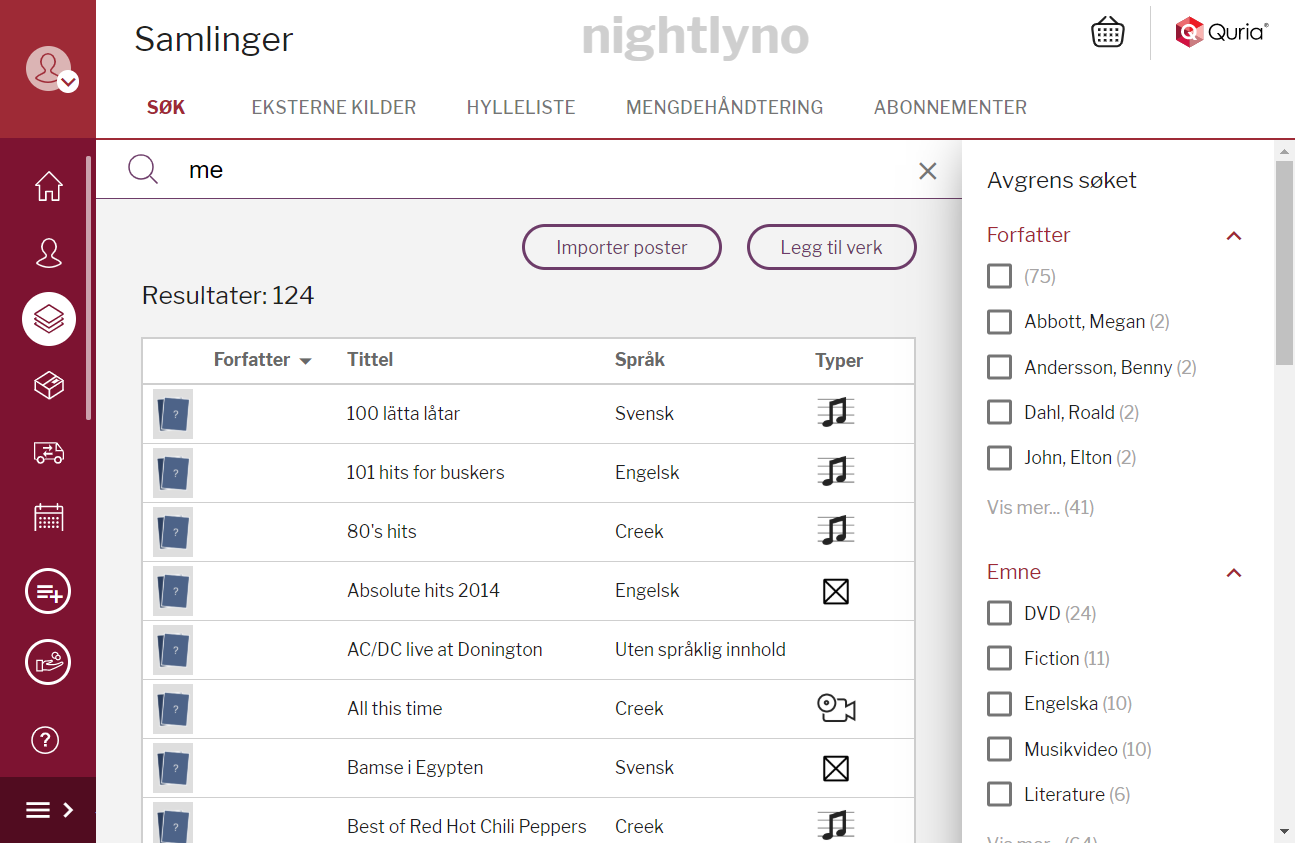 Samlinger
nightlyno
Quria®
SØK
EKSTERNE KILDER
HYLLELISTE
MENGDEHÅNDTERING
ABONNEMENTER
me
Importer poster
Legg til verk
Resultater: 124
Forfatter Tittel Språk Typer
? 100 lätta låtar Svensk
? 101 hits for buskers Engelsk
? 80's hits Creek
? Absolute hits 2014 Engelsk
? AC/DC live at Donington Uten språklig innhold
? All this time Creek
? Bamse i Egypten Svensk
? Best of Red Hot Chili Peppers Creek
Avgrens søket
Forfatter
(75)
Abbott, Megan (2)
Andersson, Benny (2)
Dahl, Roald (2)
John, Elton (2)
Vis mer... (41)
Emne
DVD (24)
Fiction (11)
Engelska (10)
Musikvideo (10)
Literature (6)
Vis mer... (64)
?